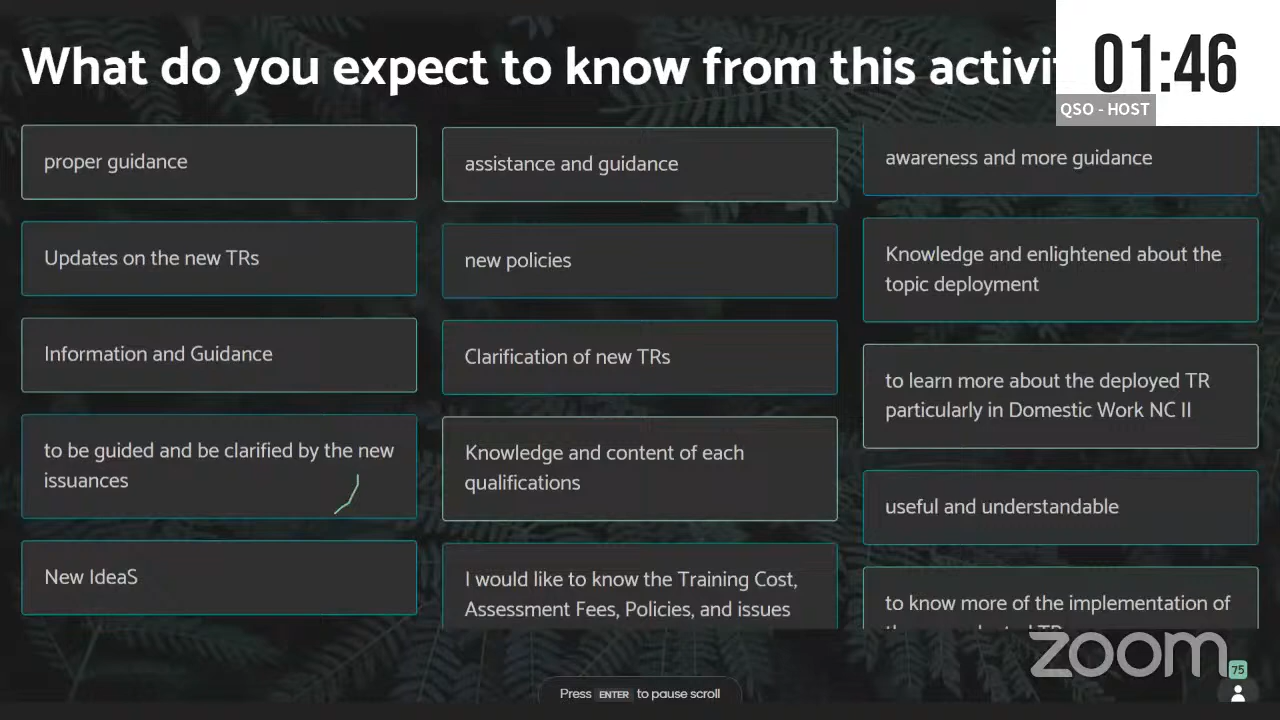 What do you expect to know from this activi
01:46
QSO - HOST
proper guidance
Updates on the new TRs
Information and Guidance
to be guided and be clarified by the new
issuances
New IdeaS
assistance and guidance
new policies
Clarification of new TRs
Knowledge and content of each
qualifications
I would like to know the Training Cost,
Assessment Fees, Policies, and issues
awareness and more guidance
Knowledge and enlightened about the
topic deployment
to learn more about the deployed TR
particularly in Domestic Work NC II
useful and understandable
to know more of the implementation of
zoom
75
Press ENTER to pause scroll